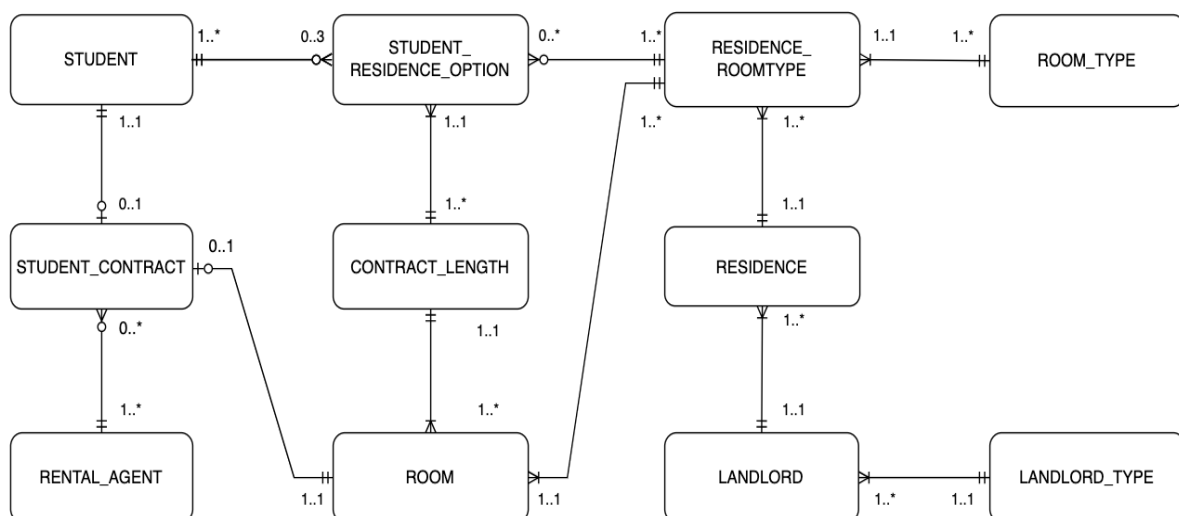 1..*
0..3
0..*
1..*
1..1
1..*
STUDENT
STUDENT_
RESIDENCE_OPTION
RESIDENCE_
ROOMTYPE
ROOM_TYPE
1..1
1..1
1..*
1..*
0..1
1..*
1..1
0..1
STUDENT_CONTRACT
CONTRACT_LENGTH
RESIDENCE
0..*
1..1
1..*
1..*
1..*
1..1
RENTAL_AGENT
ROOM
LANDLORD
LANDLORD_TYPE
1..1
1..1
1..*
1..1